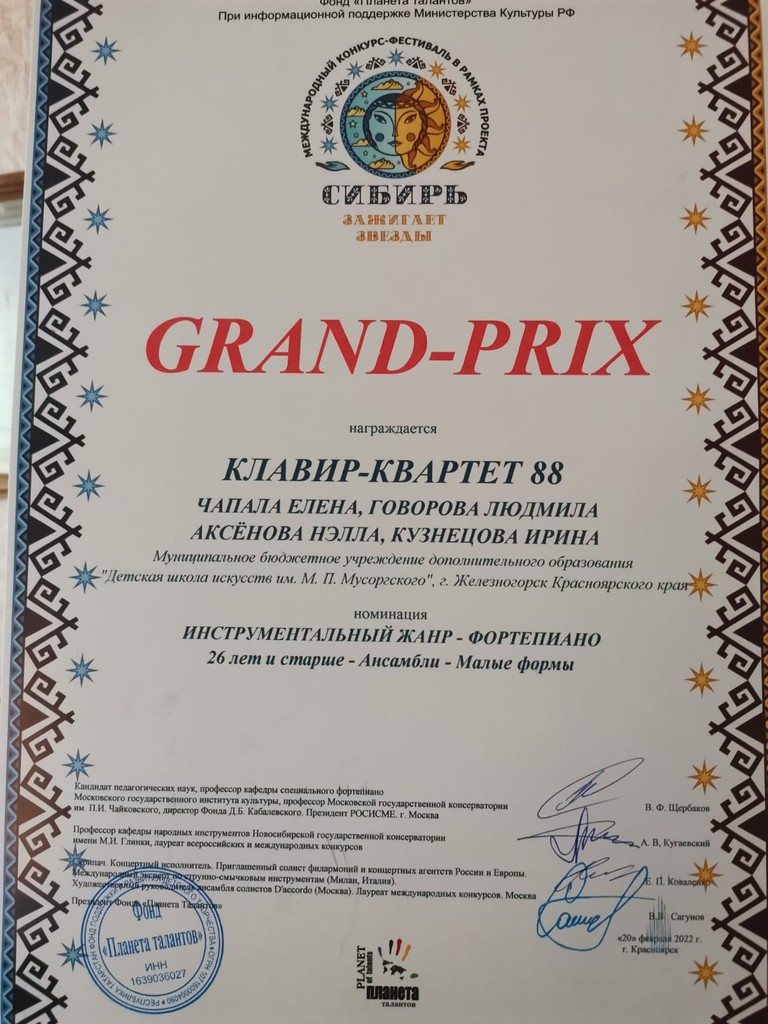 Фонд «Планета талантов»
При информационной поддержке Министерства Культуры РФ
МЕЖДУНАРОДНЫЙ КОНКУРС-ФЕСТИВАЛЬ В РАМКАХ ПРОЕКТА
СИБИРЬ
ЗАЖИГАЕТ
ЗВЕЗДЫ
GRAND-PRIX
награждается
КЛАВИР-КВАРТЕТ 88
ЧАПАЛА ЕЛЕНА, ГОВОРОВА ЛЮДМИЛА
АКСЁНОВА НЭЛЛА, КУЗНЕЦОВА ИРИНА
Муниципальное бюджетное учреждение дополнительного образования
"Детская школа искусств им. М. П. Мусоргского", г. Железногорск Красноярского края
номинация
ИНСТРУМЕНТАЛЬНЫЙ ЖАНР - ФОРТЕПИАНО
26 лет и старше - Ансамбли - Малые формы
Кандидат педагогических наук, профессор кафедры специального фортепиано
Московского государственного института культуры, профессор Московской государственной консерватории
им. П.И. Чайковского, директор Фонда Д.Б. Кабалевского. Президент РОСИСМЕ. г. Москва
В. Ф. Щербаков
Профессор кафедры народных инструментов Новосибирской государственной консерватории
имени М.И. Глинки, лауреат всероссийских и международных конкурсов
А. В, Кугаевский
Скрипач. Концертный исполнитель. Приглашенный солист филармоний и концертных агентств России и Европы.
Международный эксперт по струнно-смычковым инструментам (Милан, Италия).
Художественный руководитель ансамбля солистов D'accordo (Москва). Лауреат международных конкурсов. Москва
Е. П. Коваленко
Президент Фонда «Планета Талантов»
В.В. Сагунов
«20» февраля 2022 г.
г. Красноярск
Фонд
«Планета талантов»
ИНН
1639036027
РЕСПУБЛИКА ТАТАРСТАН
PLANET
of talents
планета
талантов